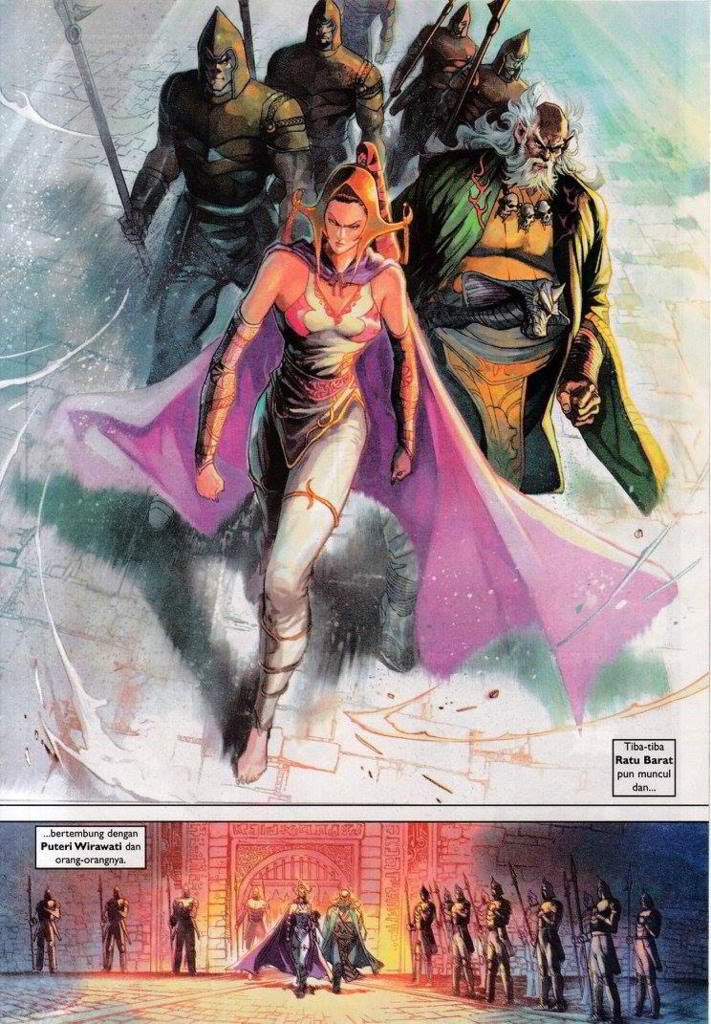 Tiba-tiba
Ratu Barat
pun muncul
dan...
...bertembung dengan
Puteri Wirawati dan
orang-orangnya.